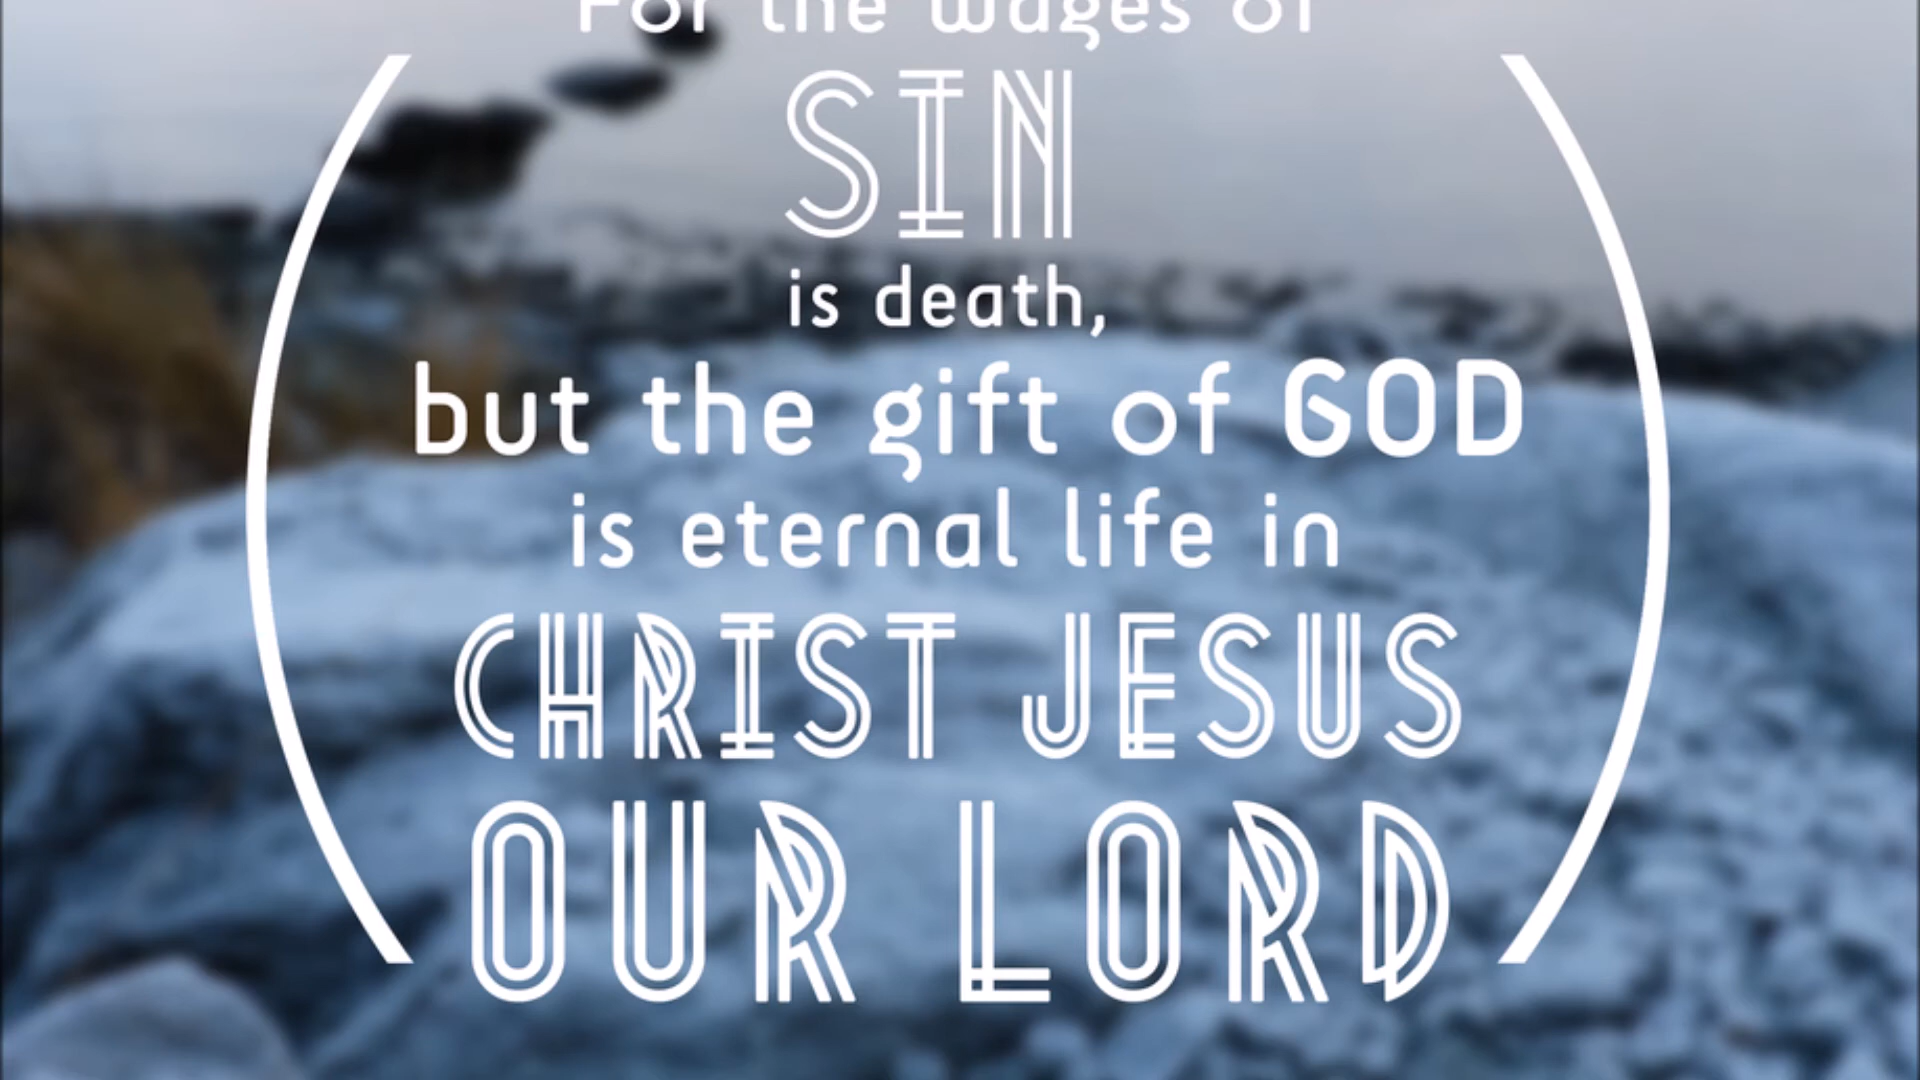 For the wages of
SIN
is death,
but the gift of GOD
is eternal life in
CHRIST JESUS
OUR LORD